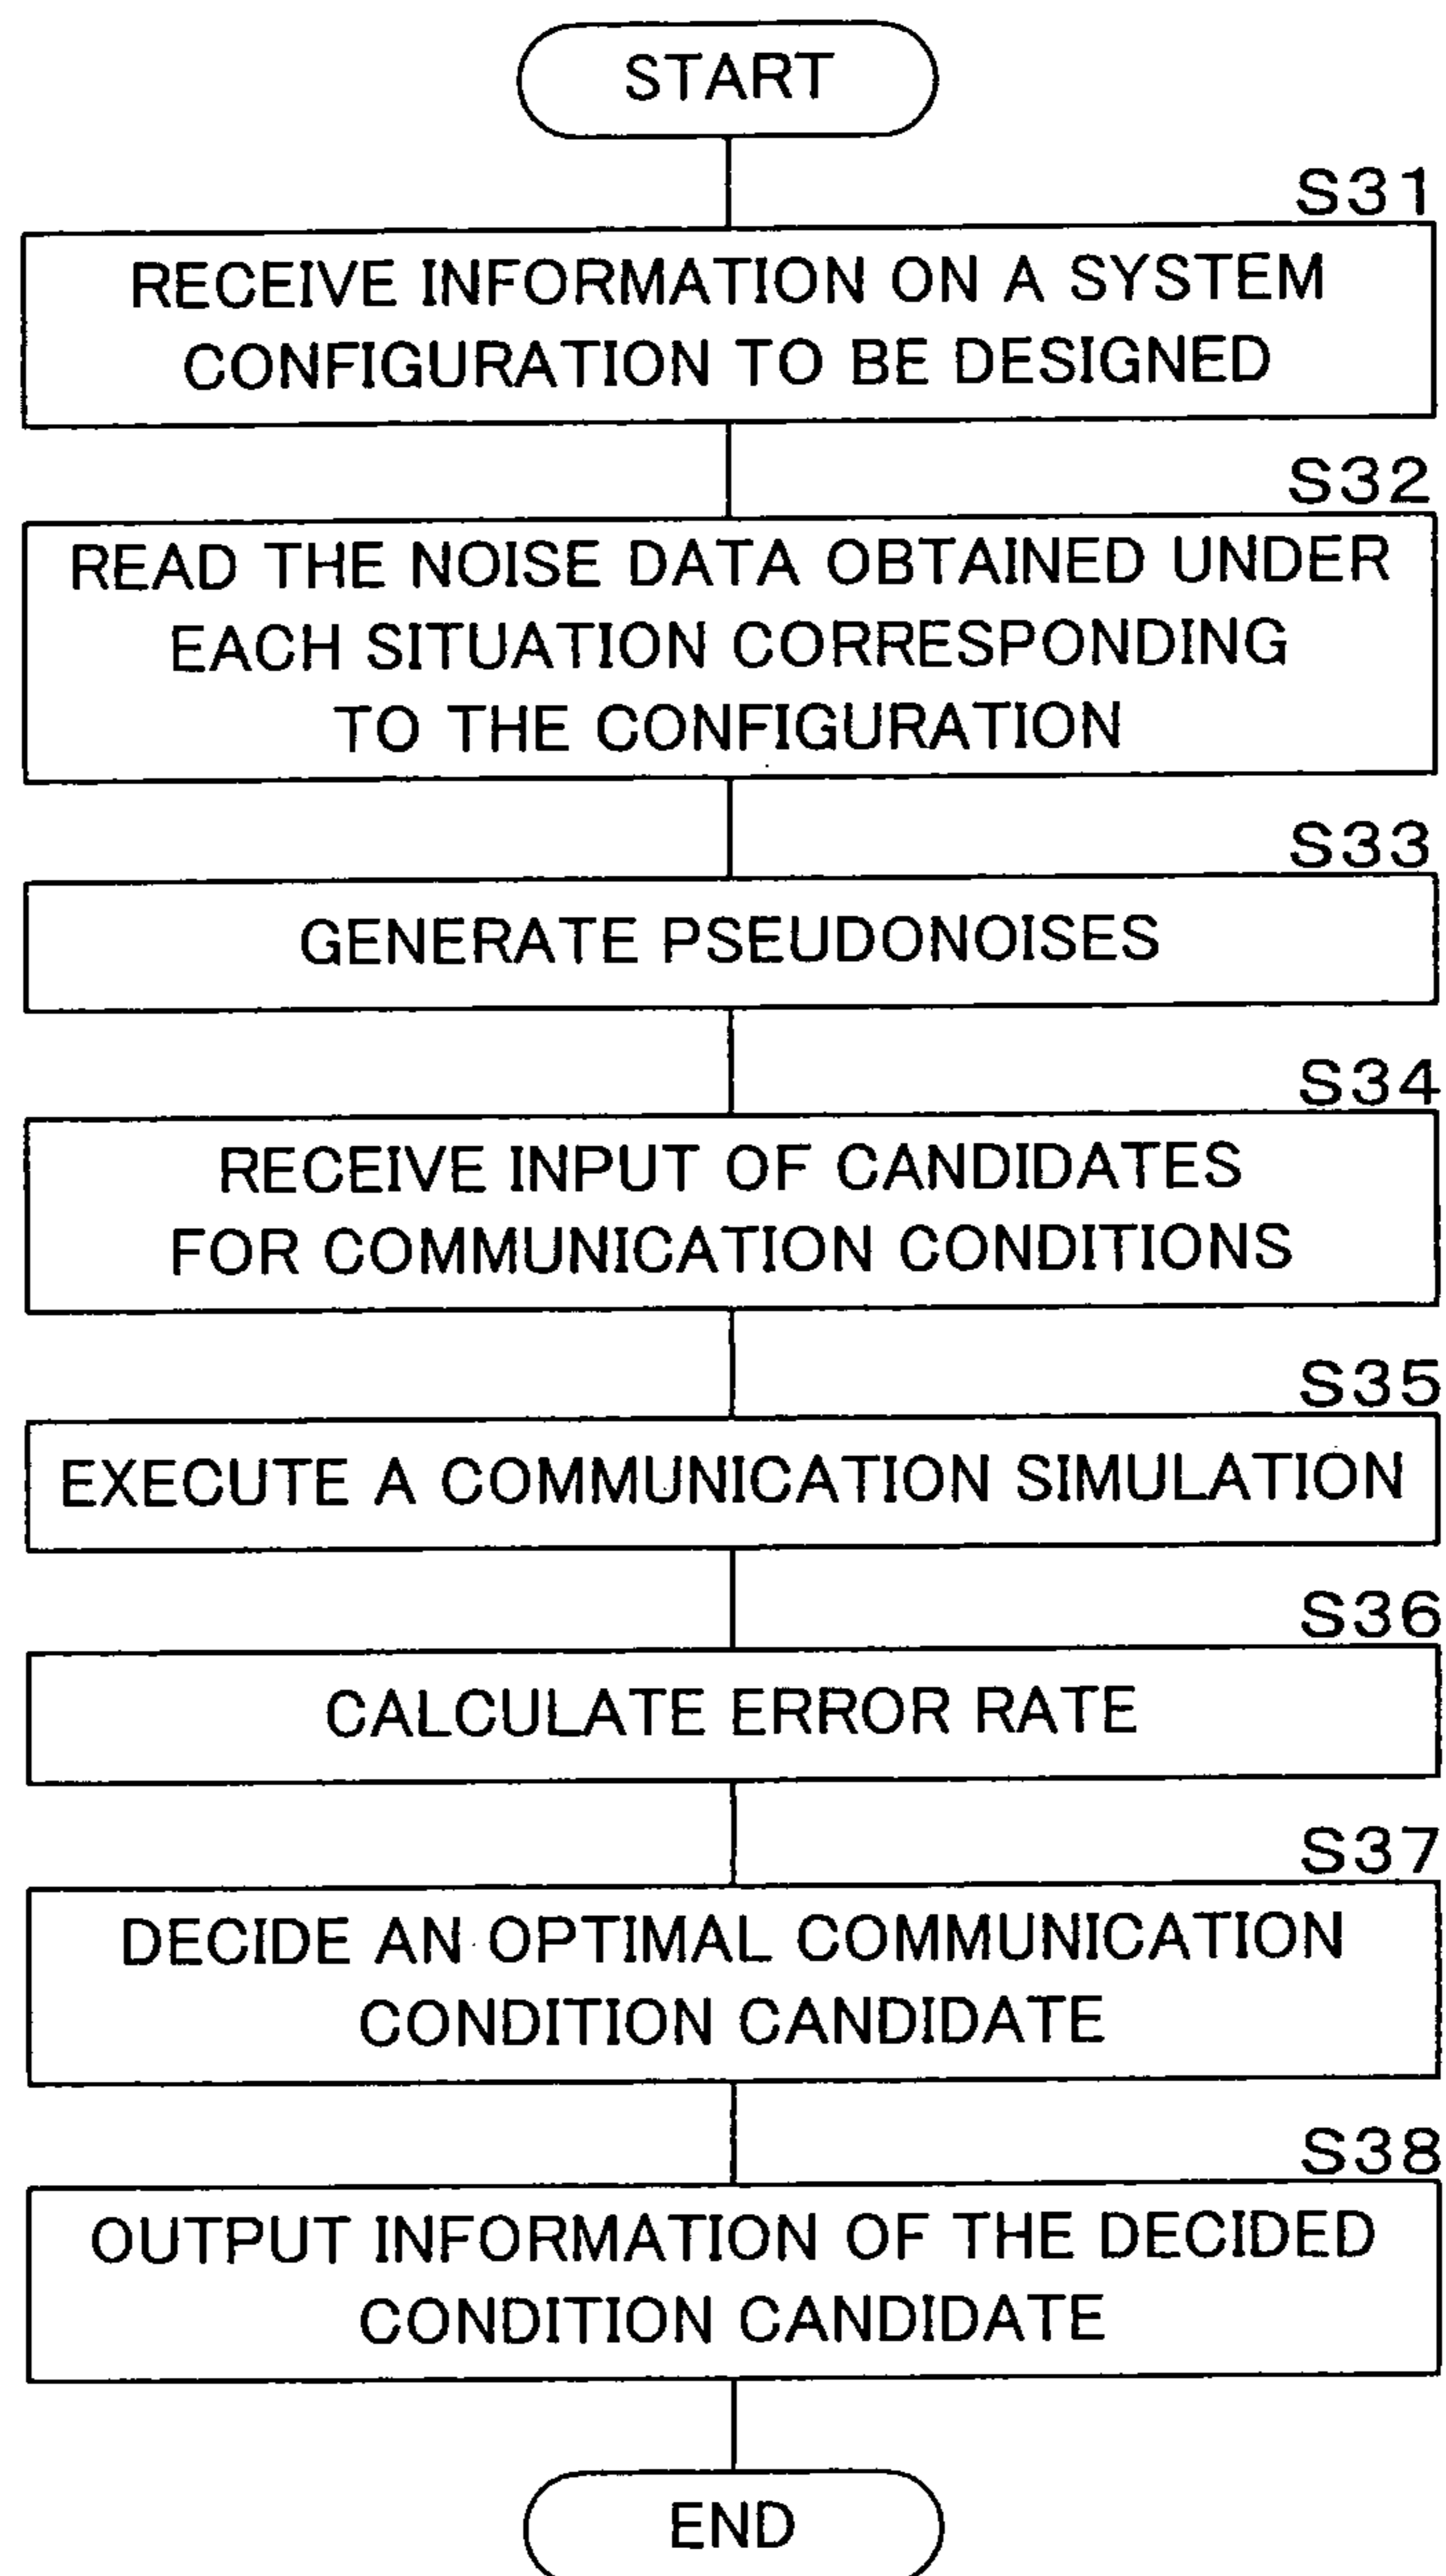 START
S31
RECEIVE INFORMATION ON A SYSTEM
CONFIGURATION TO BE DESIGNED
S32
READ THE NOISE DATA OBTAINED UNDER
EACH SITUATION CORRESPONDING
TO THE CONFIGURATION
S33
GENERATE PSEUDONOISES
S34
RECEIVE INPUT OF CANDIDATES
FOR COMMUNICATION CONDITIONS
S35
EXECUTE A COMMUNICATION SIMULATION
S36
CALCULATE ERROR RATE
S37
DECIDE AN OPTIMAL COMMUNICATION
CONDITION CANDIDATE
S38
OUTPUT INFORMATION OF THE DECIDED
CONDITION CANDIDATE
END